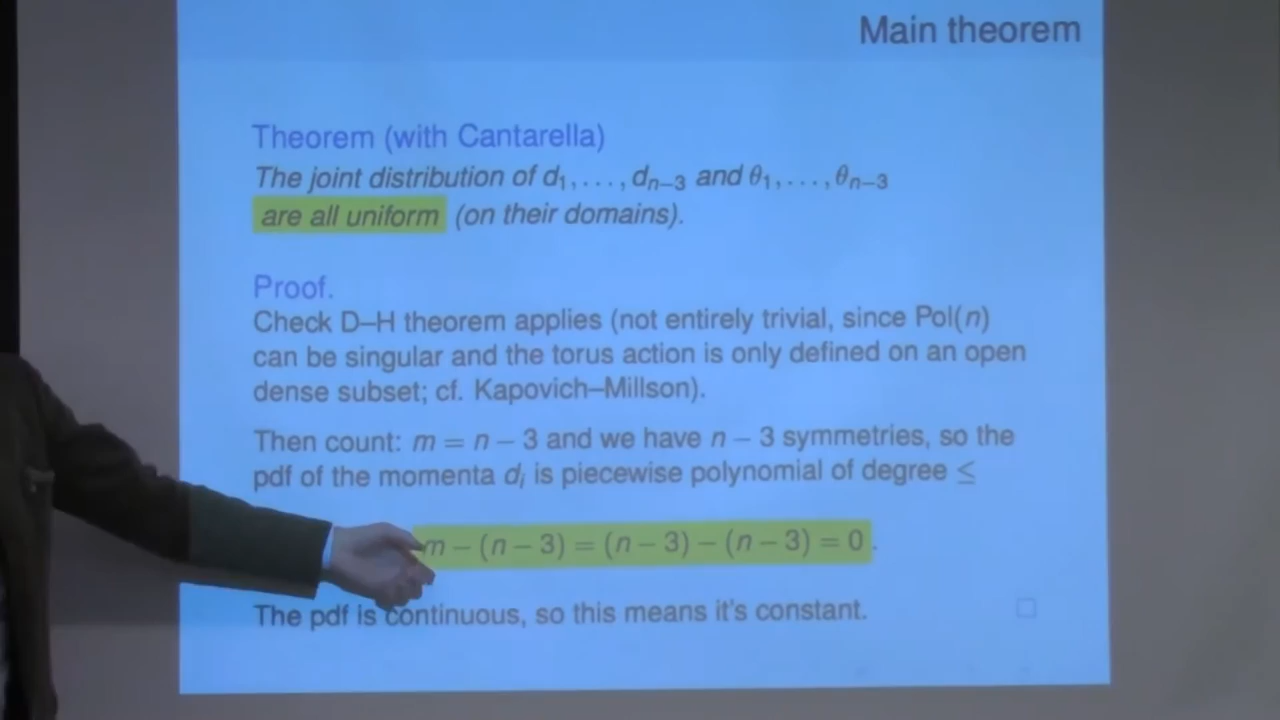 Main theorem
Theorem (with Cantarella)
The joint distribution of d₁, . . . , dₙ₋₃ and θ₁, . . . , θₙ₋₃
are all uniform (on their domains).
Proof.
Check D–H theorem applies (not entirely trivial, since Pol(n)
can be singular and the torus action is only defined on an open
dense subset; cf. Kapovich–Millson).
Then count: m = n − 3 and we have n − 3 symmetries, so the
pdf of the momenta dᵢ is piecewise polynomial of degree ≤
m − (n − 3) = (n − 3) − (n − 3) = 0.
The pdf is continuous, so this means it's constant.